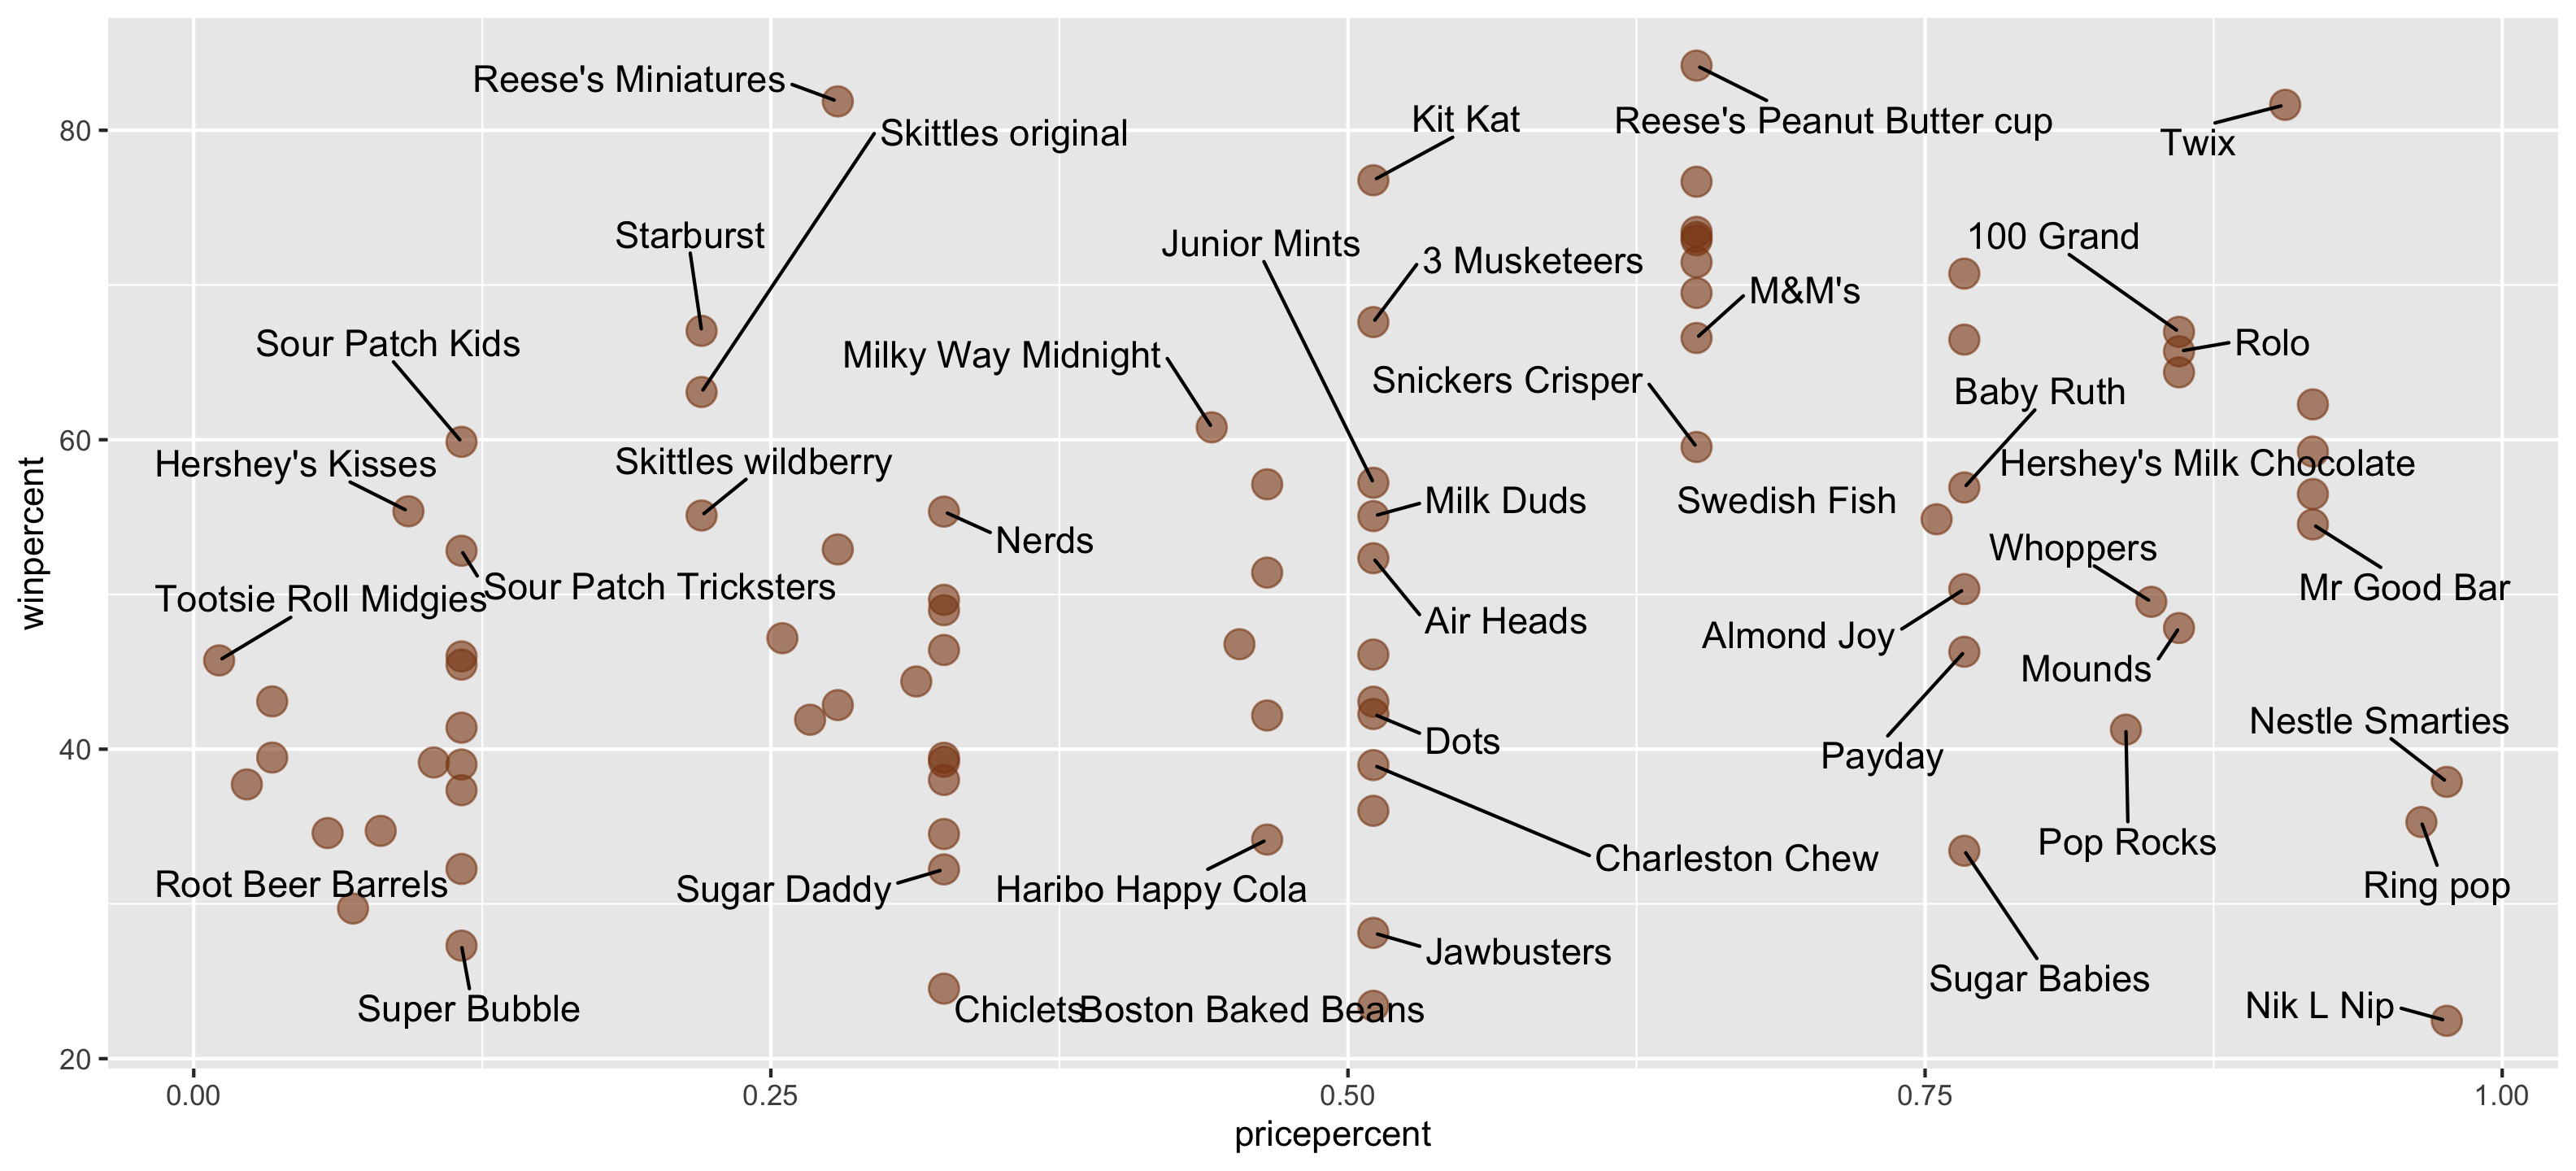 Reese's Miniatures
Skittles original
Kit Kat
Reese's Peanut Butter cup
Twix
80
Starburst
Junior Mints
3 Musketeers
100 Grand
M&M's
Sour Patch Kids
Milky Way Midnight
Rolo
Snickers Crisper
Baby Ruth
60
Hershey's Kisses
Skittles wildberry
Hershey's Milk Chocolate
Milk Duds
Swedish Fish
Nerds
Whoppers
Sour Patch Tricksters
Mr Good Bar
Tootsie Roll Midgies
Air Heads
Almond Joy
Mounds
Nestle Smarties
40
Dots
Payday
Pop Rocks
Charleston Chew
Root Beer Barrels
Sugar Daddy
Haribo Happy Cola
Ring pop
Jawbusters
Sugar Babies
Super Bubble
Chiclets
Boston Baked Beans
Nik L Nip
20
winpercent
0.00
0.25
0.50
0.75
1.00
pricepercent